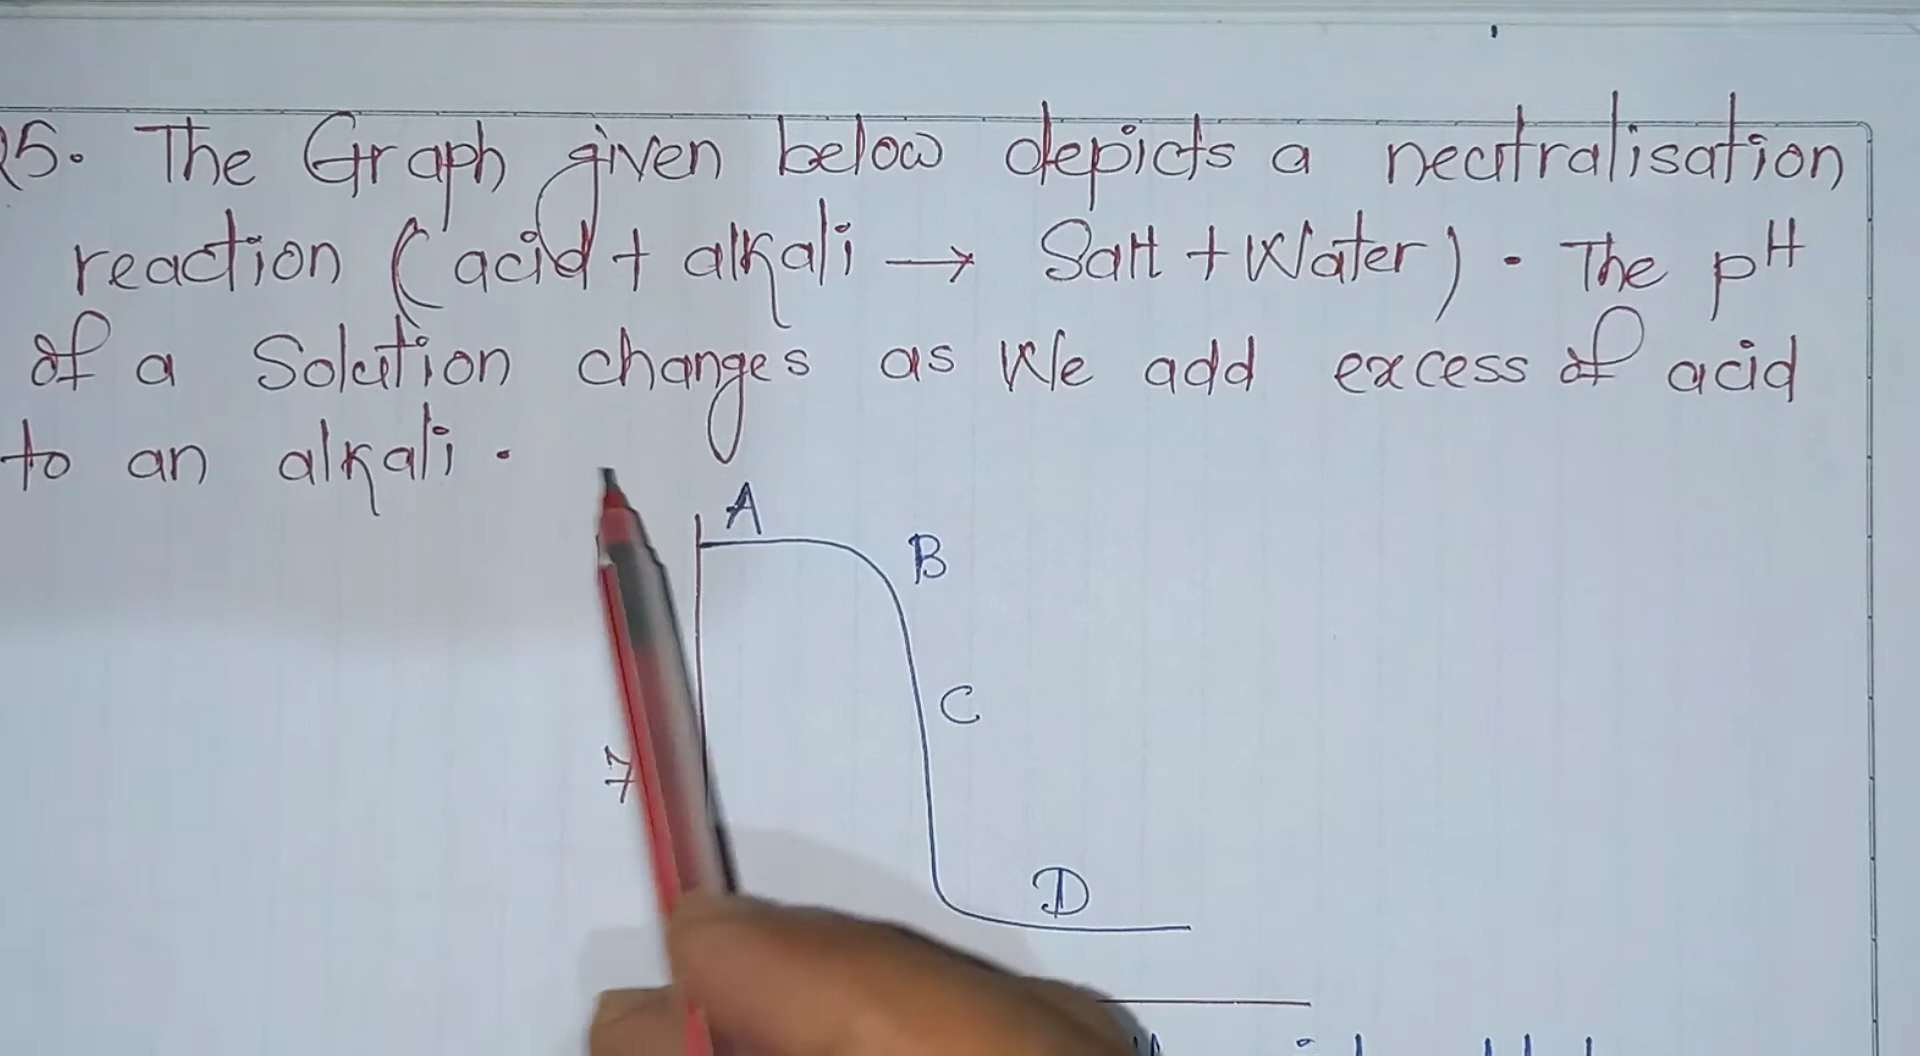 25. The Graph given below depicts a neutralisation
reaction (acid + alkali → Salt + Water). The pH
of a Solution changes as We add excess of acid
to an alkali.
A
B
C
7
D